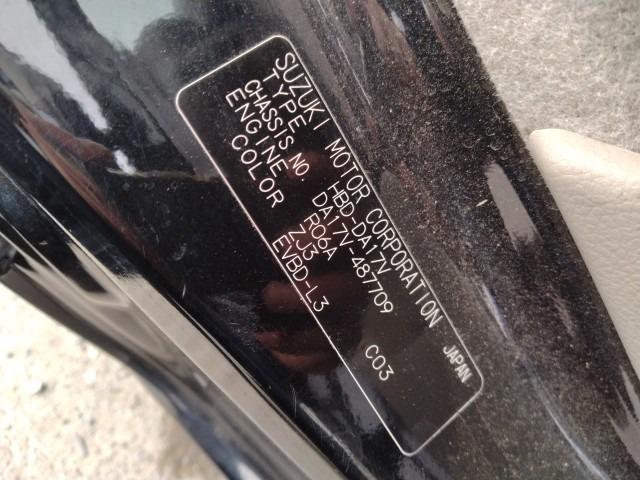 SUZUKI MOTOR CORPORATION JAPAN
TYPE HBD-DA17V
CHASSIS NO. DA17V-487709
ENGINE R06A
COLOR ZJ3 C03
EVBD-L3